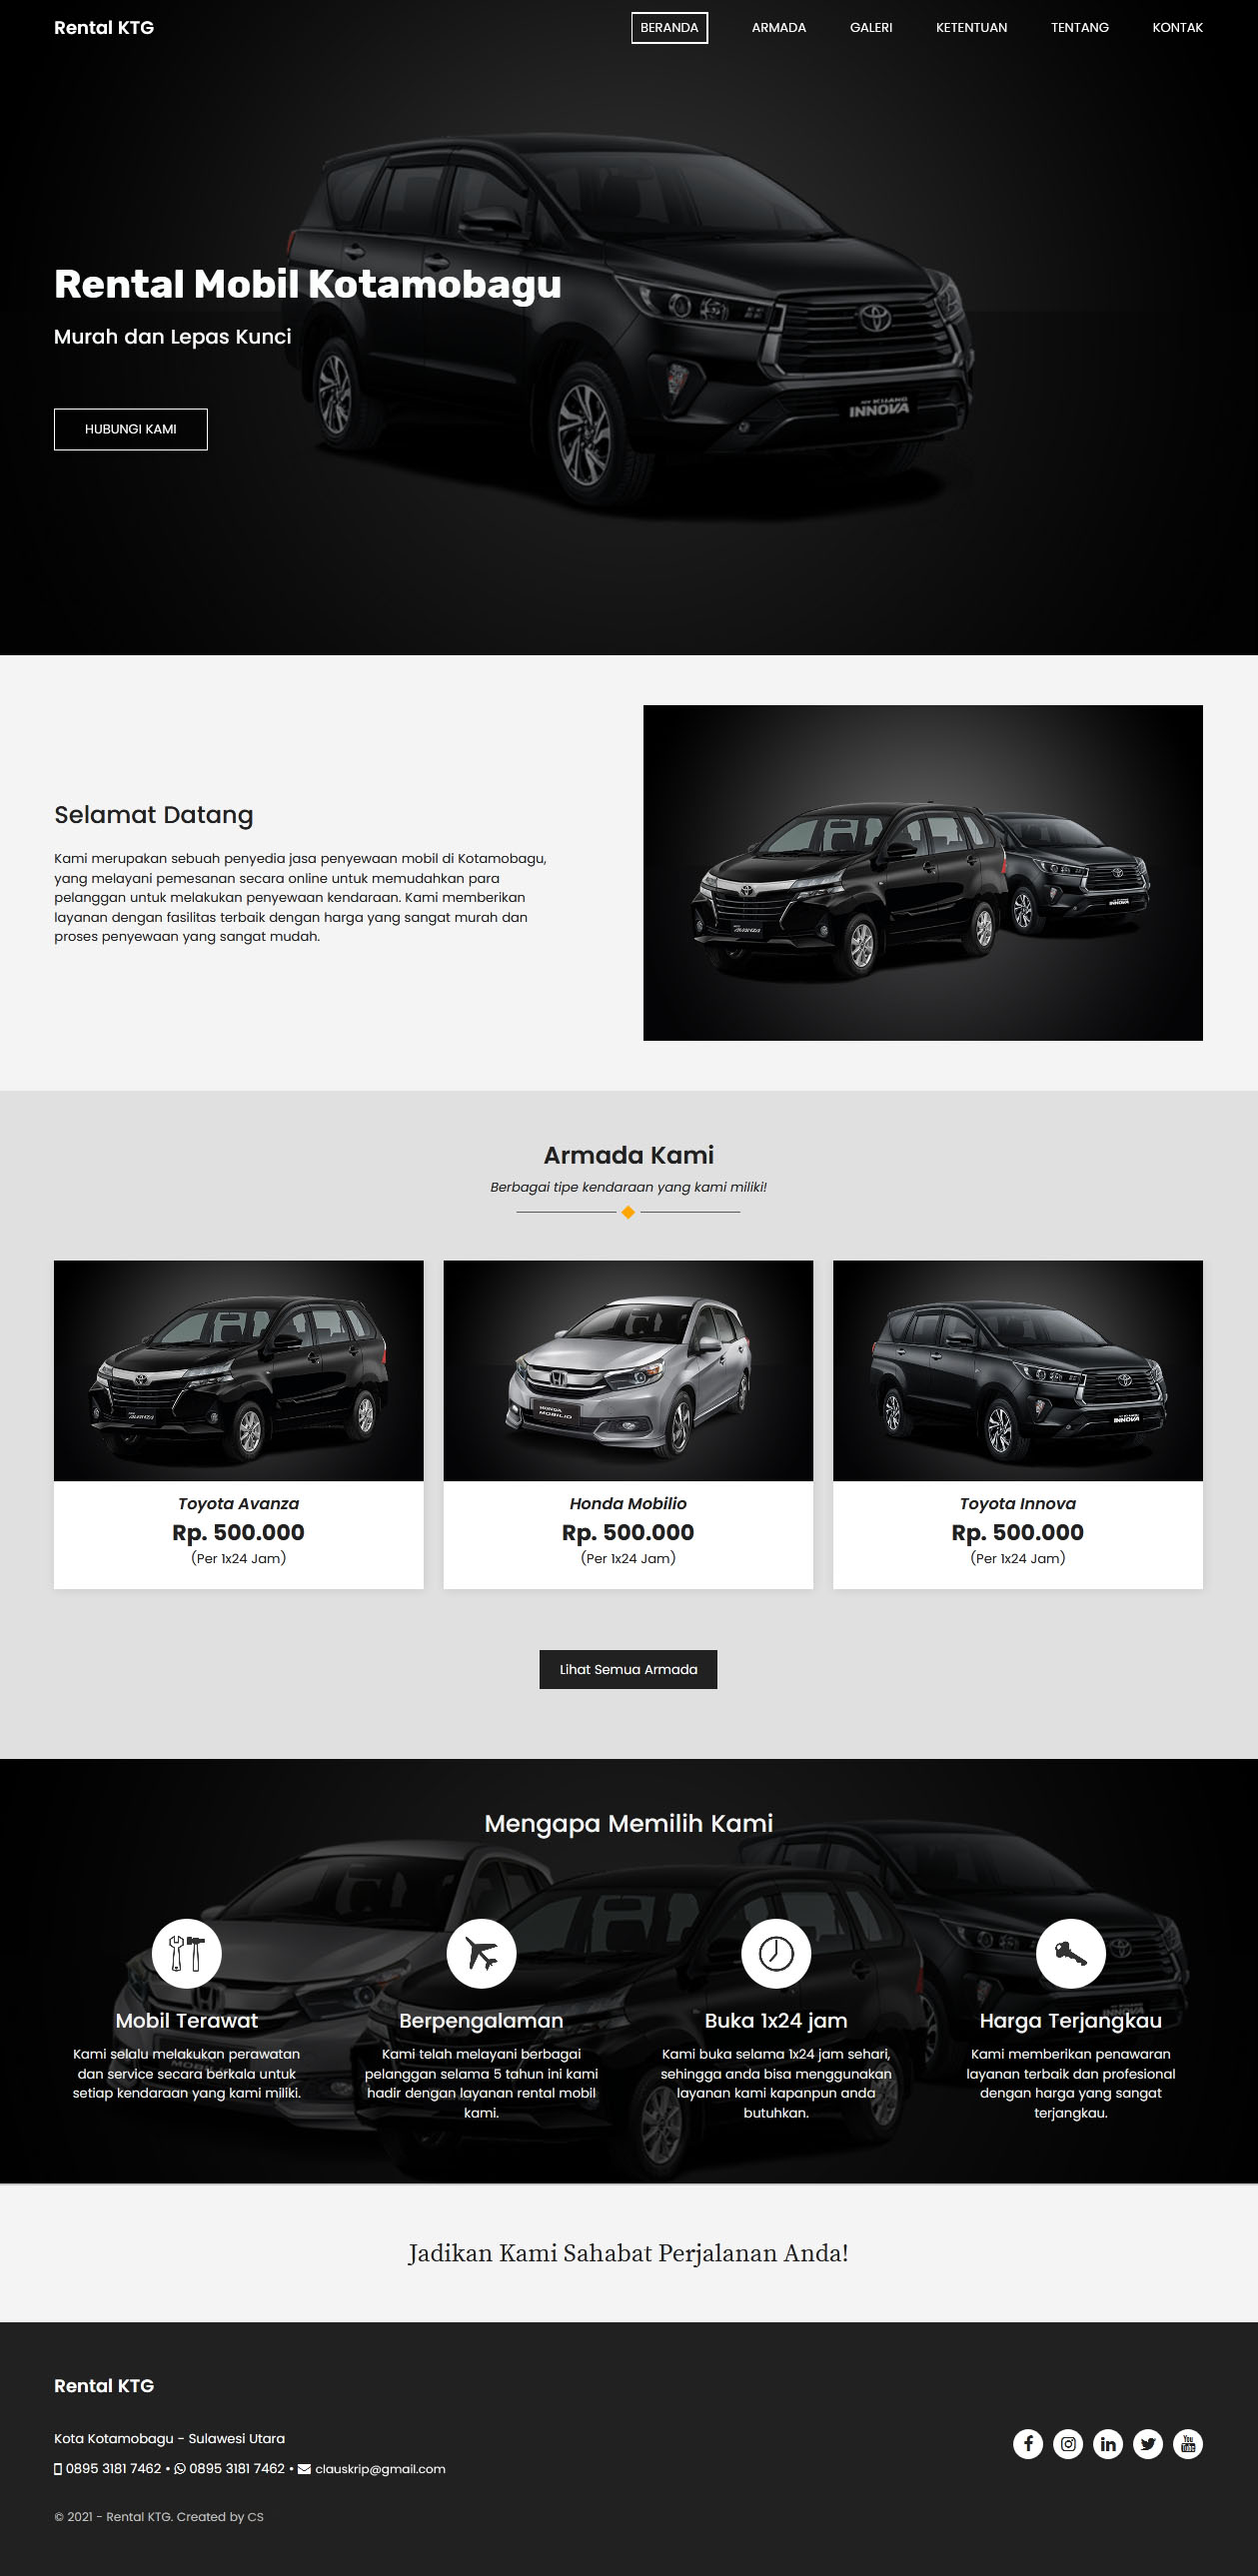 Rental KTG
BERANDA ARMADA GALERI KETENTUAN TENTANG KONTAK
Rental Mobil Kotamobagu
Murah dan Lepas Kunci
INNOVA
HUBUNGI KAMI
Selamat Datang
Kami merupakan sebuah penyedia jasa penyewaan mobil di Kotamobagu,
yang melayani pemesanan secara online untuk memudahkan para
pelanggan untuk melakukan penyewaan kendaraan. Kami memberikan
layanan dengan fasilitas terbaik dengan harga yang sangat murah dan
proses penyewaan yang sangat mudah.
AVANZA
INNOVA
Armada Kami
Berbagai tipe kendaraan yang kami miliki!
AVANZA
HONDA
MOBILIO
INNOVA
Toyota Avanza
Rp. 500.000
(Per 1x24 Jam)
Honda Mobilio
Rp. 500.000
(Per 1x24 Jam)
Toyota Innova
Rp. 500.000
(Per 1x24 Jam)
Lihat Semua Armada
Mengapa Memilih Kami
Mobil Terawat
Kami selalu melakukan perawatan
dan service secara berkala untuk
setiap kendaraan yang kami miliki.
Berpengalaman
Kami telah melayani berbagai
pelanggan selama 5 tahun ini kami
hadir dengan layanan rental mobil
kami.
Buka 1x24 jam
Kami buka selama 1x24 jam sehari,
sehingga anda bisa menggunakan
layanan kami kapanpun anda
butuhkan.
Harga Terjangkau
Kami memberikan penawaran
layanan terbaik dan profesional
dengan harga yang sangat
terjangkau.
Jadikan Kami Sahabat Perjalanan Anda!
Rental KTG
Kota Kotamobagu - Sulawesi Utara
0895 3181 7462 • 0895 3181 7462 • clauskrip@gmail.com
© 2021 - Rental KTG. Created by CS